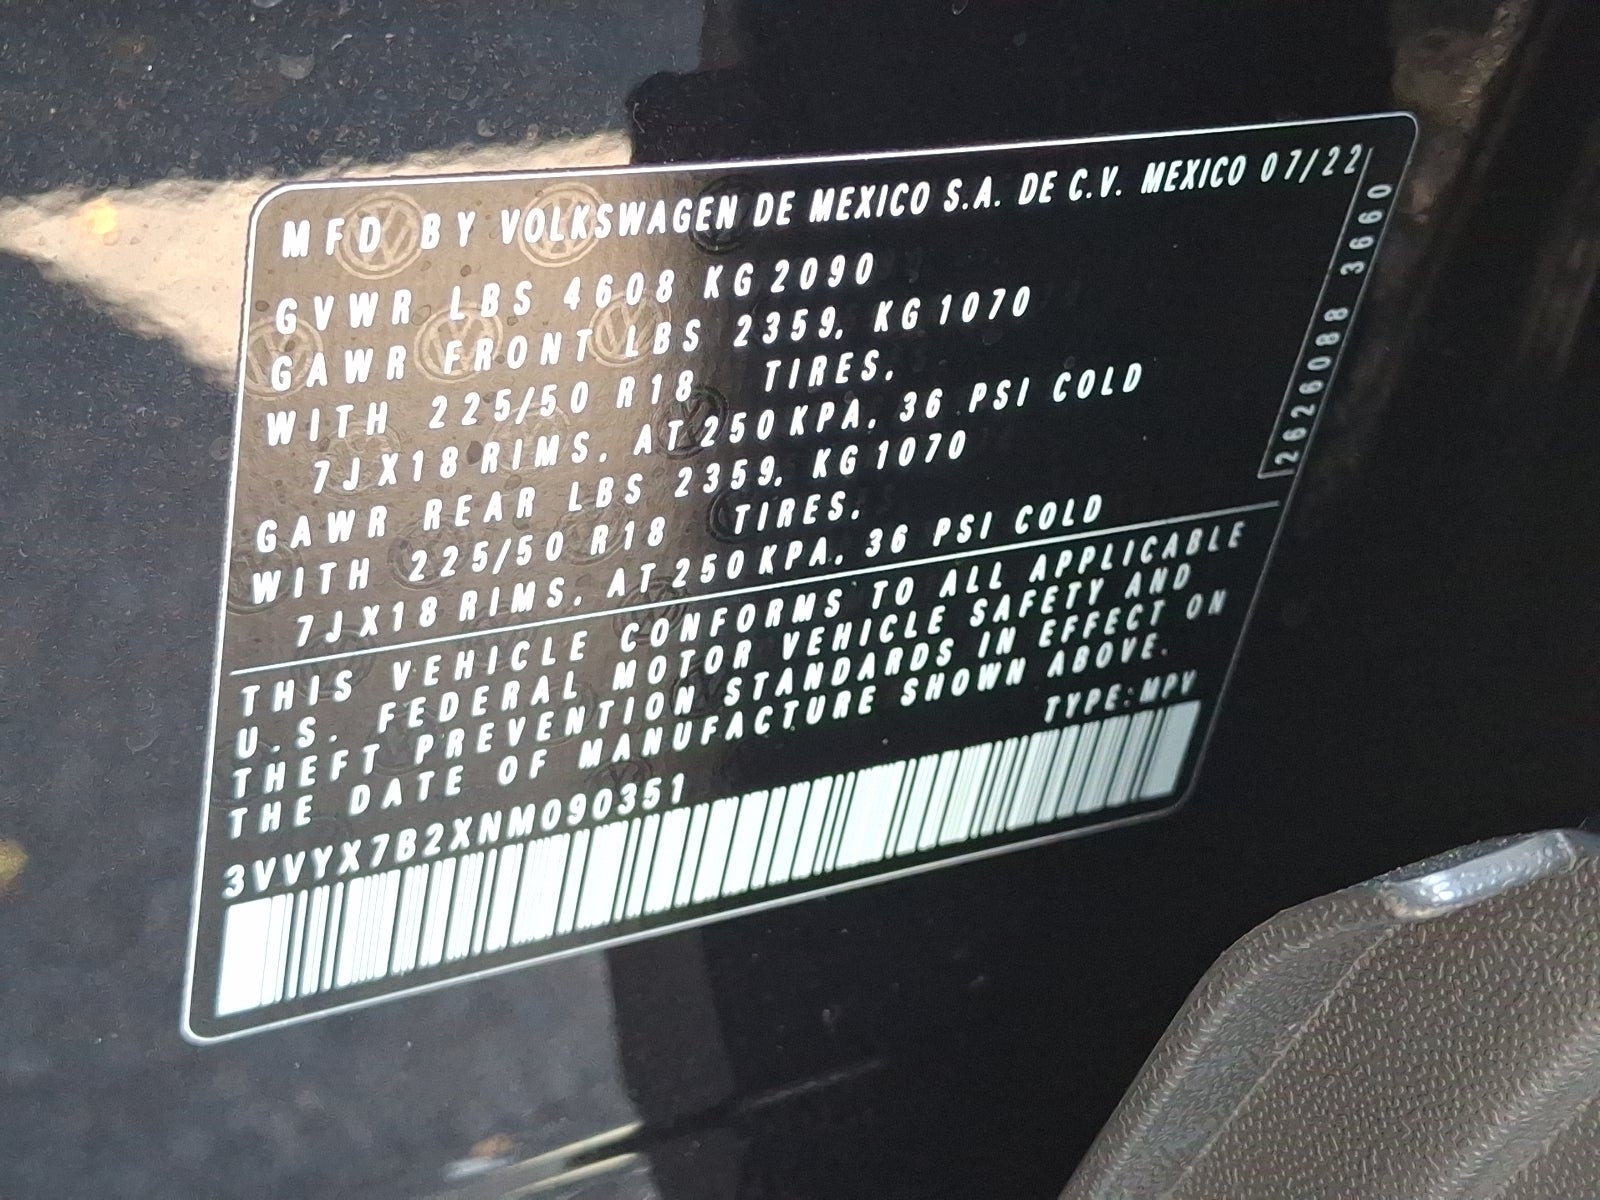 MFD BY VOLKSWAGEN DE MEXICO S.A. DE C.V. MEXICO 07/22
GVWR LBS 4608 KG 2090
GAWR FRONT LBS 2359, KG 1070
WITH 225/50 R18 TIRES,
7JX18 RIMS, AT 250KPA, 36 PSI COLD
GAWR REAR LBS 2359, KG 1070
WITH 225/50 R18 TIRES,
7JX18 RIMS, AT 250KPA, 36 PSI COLD
2626088 3660
THIS VEHICLE CONFORMS TO ALL APPLICABLE
U.S. FEDERAL MOTOR VEHICLE SAFETY AND
THEFT PREVENTION STANDARDS IN EFFECT ON
THE DATE OF MANUFACTURE SHOWN ABOVE.
TYPE: MPV
3VVYX7B2XNM090351